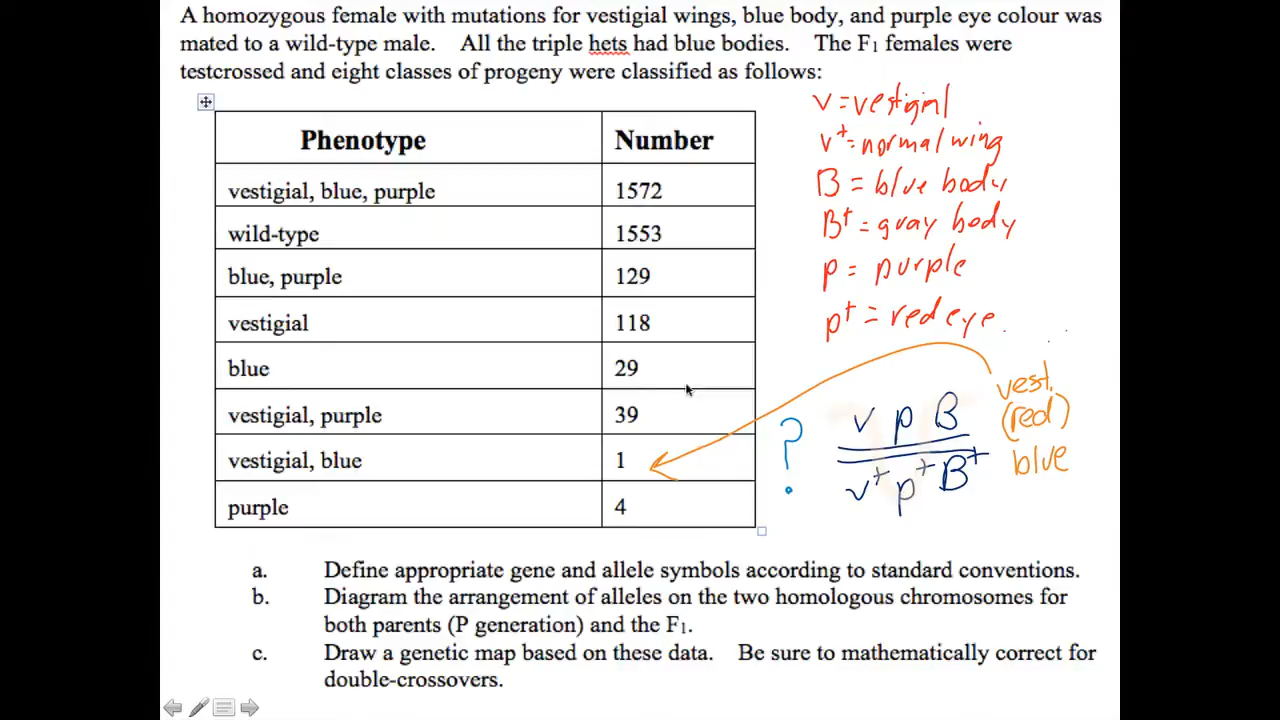 A homozygous female with mutations for vestigial wings, blue body, and purple eye colour was
mated to a wild-type male. All the triple hets had blue bodies. The F₁ females were
testcrossed and eight classes of progeny were classified as follows:
Phenotype Number
vestigial, blue, purple 1572
wild-type 1553
blue, purple 129
vestigial 118
blue 29
vestigial, purple 39
vestigial, blue 1
purple 4
v = vestigial
v⁺ = normal wing
B = blue body
B⁺ = gray body
p = purple
p⁺ = red eye.
?
v p B
v⁺ p⁺ B⁺
vest.
(red)
blue
a. Define appropriate gene and allele symbols according to standard conventions.
b. Diagram the arrangement of alleles on the two homologous chromosomes for
both parents (P generation) and the F₁.
c. Draw a genetic map based on these data. Be sure to mathematically correct for
double-crossovers.